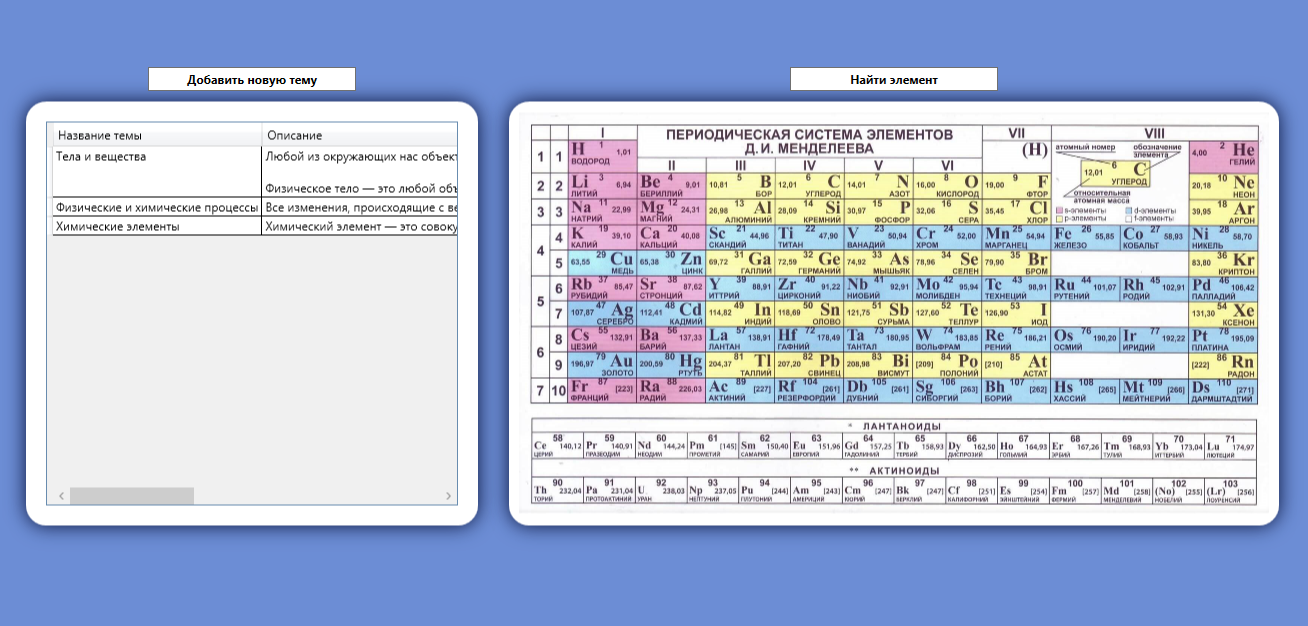 Добавить новую тему
Найти элемент
Название темы Описание
Тела и вещества Любой из окружающих нас объект
Физическое тело — это любой объ
Физические и химические процессы Все изменения, происходящие с ве
Химические элементы Химический элемент — это совоку
ПЕРИОДИЧЕСКАЯ СИСТЕМА ЭЛЕМЕНТОВ
Д. И. МЕНДЕЛЕЕВА
I II III IV V VI VII VIII
атомный номер обозначение элемента
12,01 6 C УГЛЕРОД
относительная атомная масса
s-элементы d-элементы
p-элементы f-элементы
1 1 H 1 1,01 ВОДОРОД (H) 4,00 2 He ГЕЛИЙ
2 2 Li 3 6,94 ЛИТИЙ Be 4 9,01 БЕРИЛЛИЙ 10,81 5 B БОР 12,01 6 C УГЛЕРОД 14,01 7 N АЗОТ 16,00 8 O КИСЛОРОД 19,00 9 F ФТОР 20,18 10 Ne НЕОН
3 3 Na 11 22,99 НАТРИЙ Mg 12 24,31 МАГНИЙ 26,98 13 Al АЛЮМИНИЙ 28,09 14 Si КРЕМНИЙ 30,97 15 P ФОСФОР 32,06 16 S СЕРА 35,45 17 Cl ХЛОР 39,95 18 Ar АРГОН
4 4 K 19 39,10 КАЛИЙ Ca 20 40,08 КАЛЬЦИЙ Sc 21 44,96 СКАНДИЙ Ti 22 47,90 ТИТАН V 23 50,94 ВАНАДИЙ Cr 24 52,00 ХРОМ Mn 25 54,94 МАРГАНЕЦ Fe 26 55,85 ЖЕЛЕЗО Co 27 58,93 КОБАЛЬТ Ni 28 58,70 НИКЕЛЬ
5 63,55 29 Cu МЕДЬ 65,38 30 Zn ЦИНК 69,72 31 Ga ГАЛЛИЙ 72,59 32 Ge ГЕРМАНИЙ 74,92 33 As МЫШЬЯК 78,96 34 Se СЕЛЕН 79,90 35 Br БРОМ 83,80 36 Kr КРИПТОН
5 6 Rb 37 85,47 РУБИДИЙ Sr 38 87,62 СТРОНЦИЙ Y 39 88,91 ИТТРИЙ Zr 40 91,22 ЦИРКОНИЙ Nb 41 92,91 НИОБИЙ Mo 42 95,94 МОЛИБДЕН Tc 43 98,91 ТЕХНЕЦИЙ Ru 44 101,07 РУТЕНИЙ Rh 45 102,91 РОДИЙ Pd 46 106,42 ПАЛЛАДИЙ
7 107,87 47 Ag СЕРЕБРО 112,41 48 Cd КАДМИЙ 114,82 49 In ИНДИЙ 118,69 50 Sn ОЛОВО 121,75 51 Sb СУРЬМА 127,60 52 Te ТЕЛЛУР 126,90 53 I ИОД 131,30 54 Xe КСЕНОН
6 8 Cs 55 132,91 ЦЕЗИЙ Ba 56 137,33 БАРИЙ La 57 138,91 ЛАНТАН Hf 72 178,49 ГАФНИЙ Ta 73 180,95 ТАНТАЛ W 74 183,85 ВОЛЬФРАМ Re 75 186,21 РЕНИЙ Os 76 190,20 ОСМИЙ Ir 77 192,22 ИРИДИЙ Pt 78 195,09 ПЛАТИНА
9 196,97 79 Au ЗОЛОТО 200,59 80 Hg РТУТЬ 204,37 81 Tl ТАЛЛИЙ 207,20 82 Pb СВИНЕЦ 208,98 83 Bi ВИСМУТ [209] 84 Po ПОЛОНИЙ [210] 85 At АСТАТ [222] 86 Rn РАДОН
7 10 Fr 87 [223] ФРАНЦИЙ Ra 88 226,03 РАДИЙ Ac 89 [227] АКТИНИЙ Rf 104 [261] РЕЗЕРФОРДИЙ Db 105 [261] ДУБНИЙ Sg 106 [263] СИБОРГИЙ Bh 107 [262] БОРИЙ Hs 108 [265] ХАССИЙ Mt 109 [266] МЕЙТНЕРИЙ Ds 110 [271] ДАРМШТАДТИЙ
* ЛАНТАНОИДЫ
Ce 58 140,12 ЦЕРИЙ Pr 59 140,91 ПРАЗЕОДИМ Nd 60 144,24 НЕОДИМ Pm 61 [145] ПРОМЕТИЙ Sm 62 150,40 САМАРИЙ Eu 63 151,96 ЕВРОПИЙ Gd 64 157,25 ГАДОЛИНИЙ Tb 65 158,93 ТЕРБИЙ Dy 66 162,50 ДИСПРОЗИЙ Ho 67 164,93 ГОЛЬМИЙ Er 68 167,26 ЭРБИЙ Tm 69 168,93 ТУЛИЙ Yb 70 173,04 ИТТЕРБИЙ Lu 71 174,97 ЛЮТЕЦИЙ
** АКТИНОИДЫ
Th 90 232,04 ТОРИЙ Pa 91 231,04 ПРОТОАКТИНИЙ U 92 238,03 УРАН Np 93 237,05 НЕПТУНИЙ Pu 94 [244] ПЛУТОНИЙ Am 95 [243] АМЕРИЦИЙ Cm 96 [247] КЮРИЙ Bk 97 [247] БЕРКЛИЙ Cf 98 [251] КАЛИФОРНИЙ Es 99 [254] ЭЙНШТЕЙНИЙ Fm 100 [257] ФЕРМИЙ Md 101 [258] МЕНДЕЛЕВИЙ (No) 102 [255] НОБЕЛИЙ (Lr) 103 [256] ЛОУРЕНСИЙ